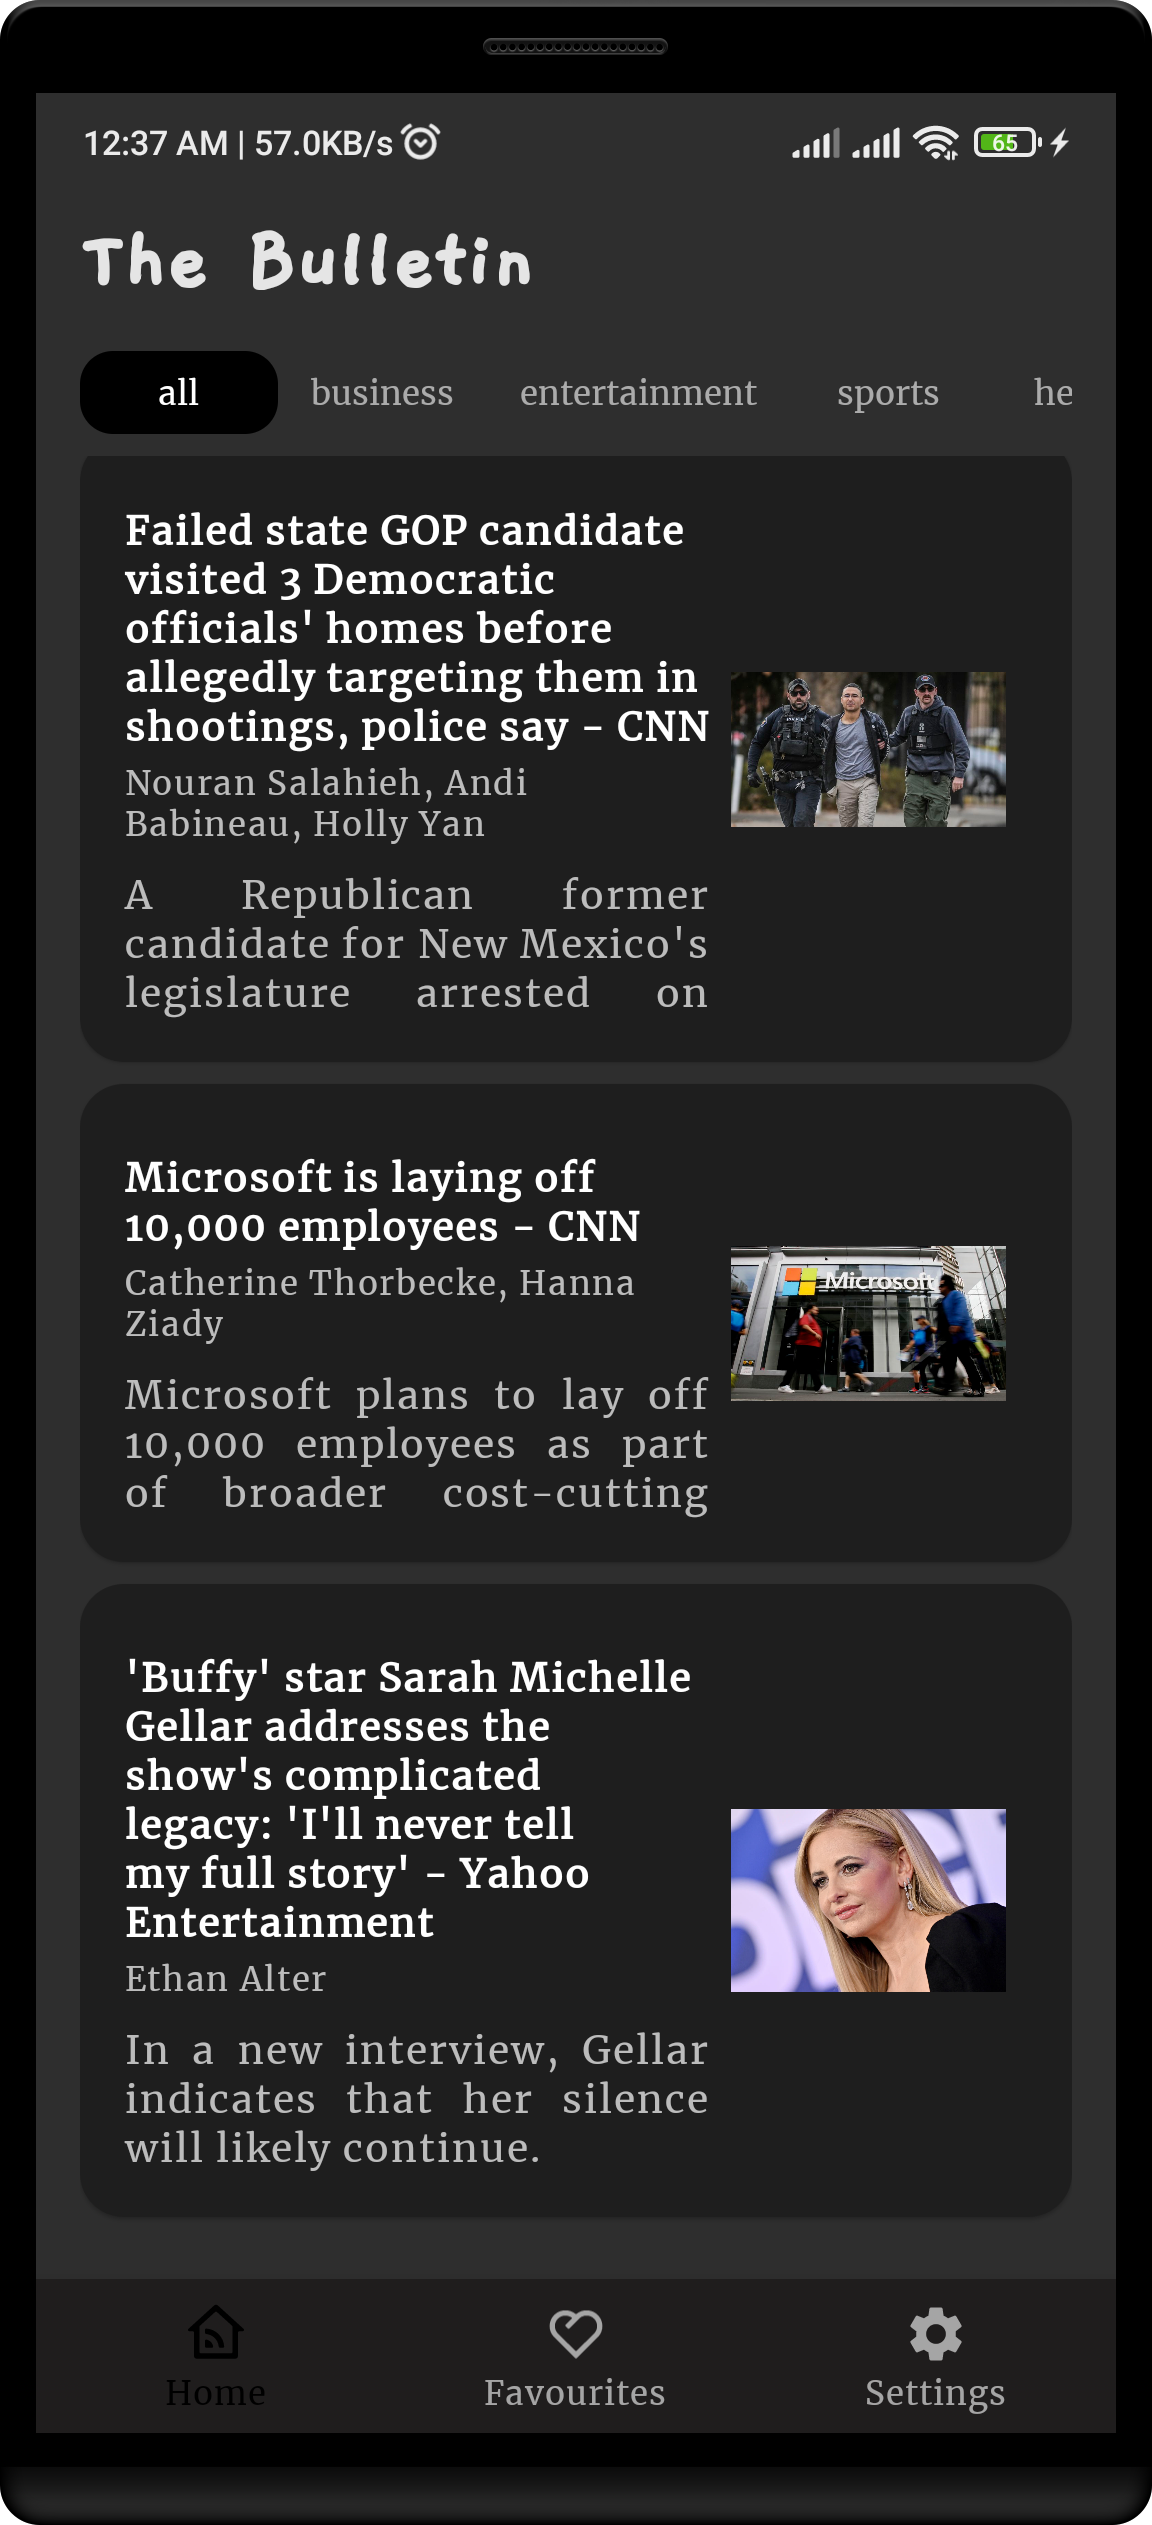 12:37 AM | 57.0KB/s
65
The Bulletin
all business entertainment sports he
Failed state GOP candidate
visited 3 Democratic
officials' homes before
allegedly targeting them in
shootings, police say - CNN
Nouran Salahieh, Andi
Babineau, Holly Yan
A Republican former
candidate for New Mexico's
legislature arrested on
Microsoft is laying off
10,000 employees - CNN
Catherine Thorbecke, Hanna
Ziady
Microsoft
Microsoft plans to lay off
10,000 employees as part
of broader cost-cutting
'Buffy' star Sarah Michelle
Gellar addresses the
show's complicated
legacy: 'I'll never tell
my full story' - Yahoo
Entertainment
Ethan Alter
In a new interview, Gellar
indicates that her silence
will likely continue.
Home Favourites Settings